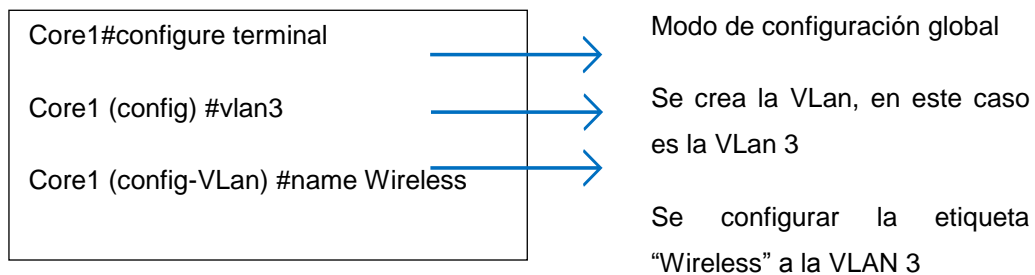 Core1#configure terminal
Core1 (config) #vlan3
Core1 (config-VLan) #name Wireless
Modo de configuración global
Se crea la VLan, en este caso
es la VLan 3
Se configurar la etiqueta
“Wireless” a la VLAN 3